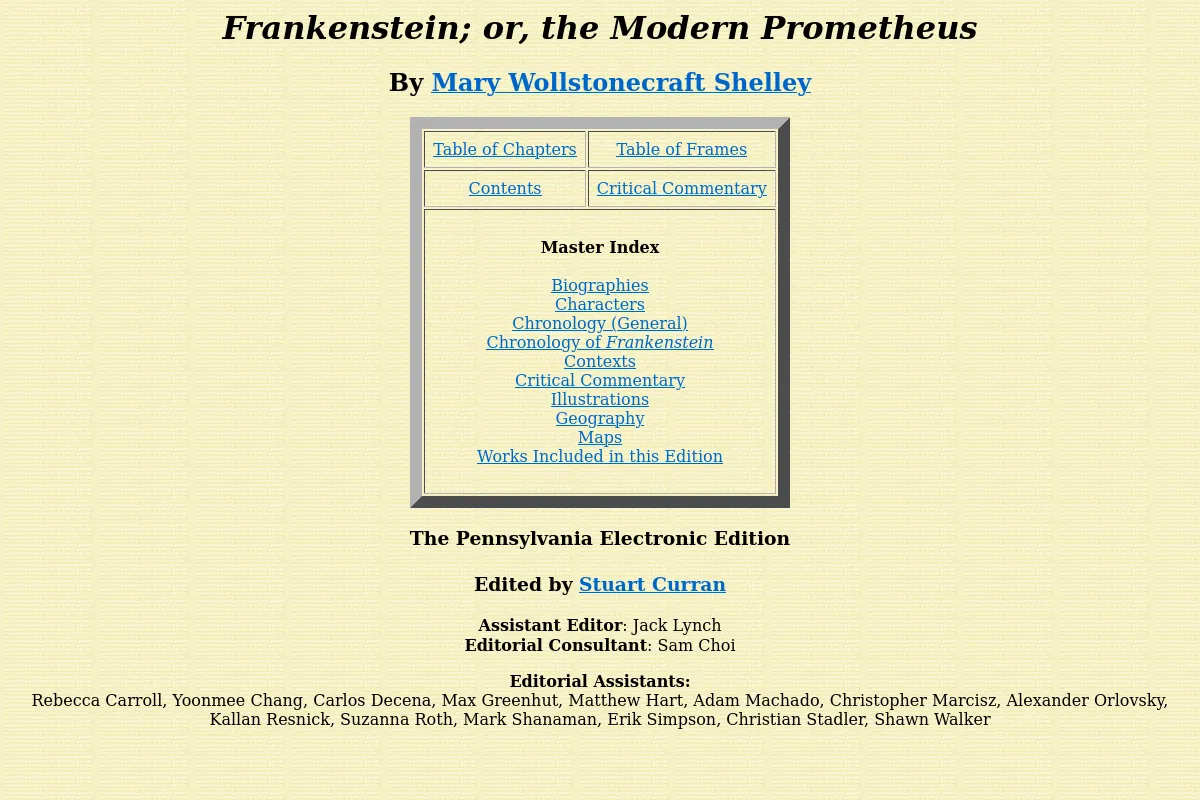 Frankenstein; or, the Modern Prometheus
By Mary Wollstonecraft Shelley
Table of Chapters Table of Frames
Contents Critical Commentary
Master Index
Biographies
Characters
Chronology (General)
Chronology of Frankenstein
Contexts
Critical Commentary
Illustrations
Geography
Maps
Works Included in this Edition
The Pennsylvania Electronic Edition
Edited by Stuart Curran
Assistant Editor: Jack Lynch
Editorial Consultant: Sam Choi
Editorial Assistants:
Rebecca Carroll, Yoonmee Chang, Carlos Decena, Max Greenhut, Matthew Hart, Adam Machado, Christopher Marcisz, Alexander Orlovsky,
Kallan Resnick, Suzanna Roth, Mark Shanaman, Erik Simpson, Christian Stadler, Shawn Walker